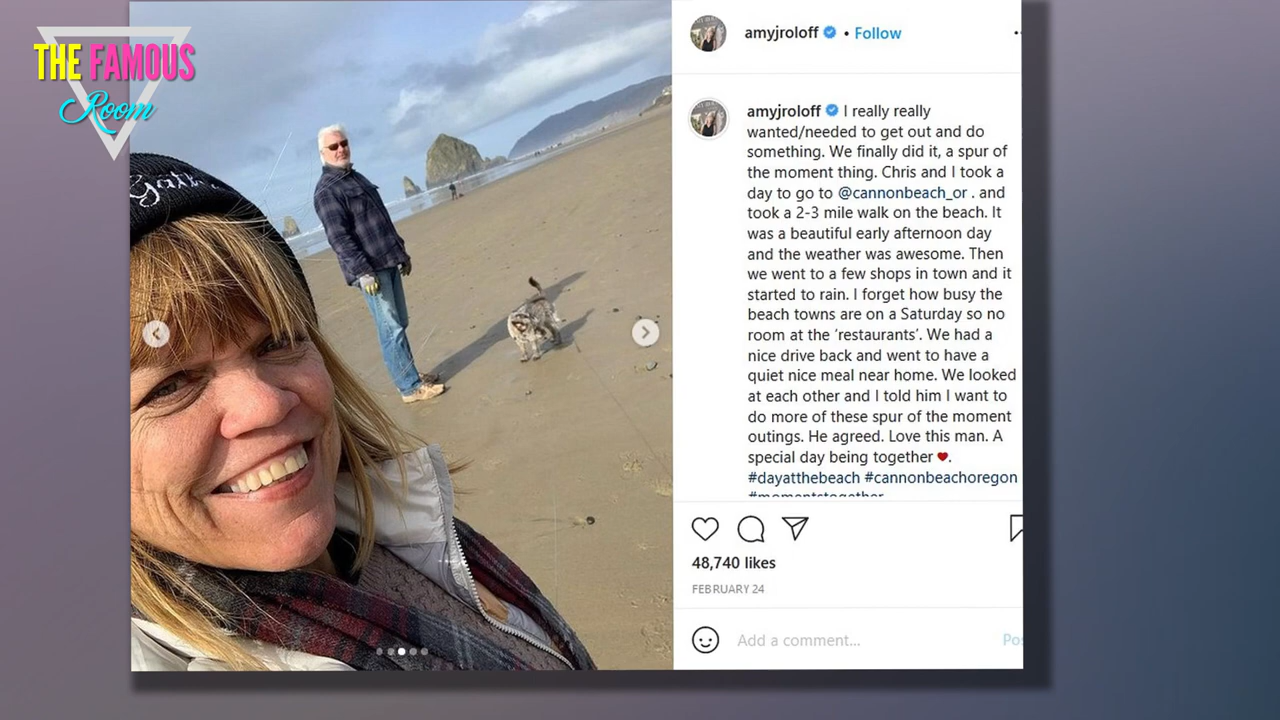 THE FAMOUS
Room
Gath
amyjroloff • Follow
amyjroloff I really really
wanted/needed to get out and do
something. We finally did it, a spur of
the moment thing. Chris and I took a
day to go to @cannonbeach_or . and
took a 2-3 mile walk on the beach. It
was a beautiful early afternoon day
and the weather was awesome. Then
we went to a few shops in town and it
started to rain. I forget how busy the
beach towns are on a Saturday so no
room at the ‘restaurants’. We had a
nice drive back and went to have a
quiet nice meal near home. We looked
at each other and I told him I want to
do more of these spur of the moment
outings. He agreed. Love this man. A
special day being together ❤.
#dayatthebeach #cannonbeachoregon
#momentstogether
48,740 likes
FEBRUARY 24
Add a comment... Pos